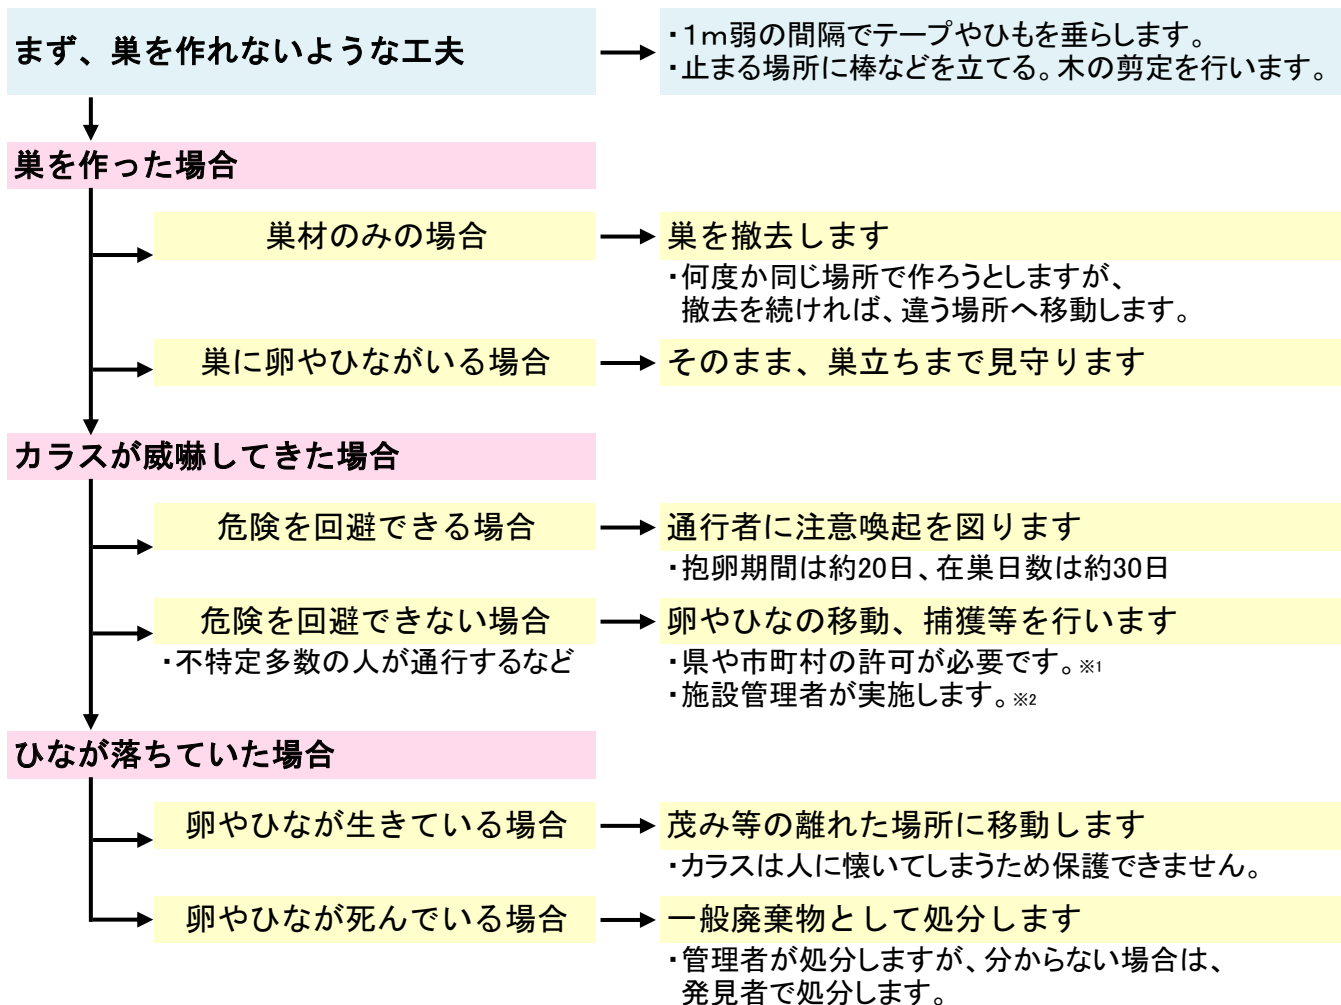 まず、巣を作れないような工夫
・1ｍ弱の間隔でテープやひもを垂らします。
・止まる場所に棒などを立てる。木の剪定を行います。
巣を作った場合
巣材のみの場合
巣を撤去します
・何度か同じ場所で作ろうとしますが、
撤去を続ければ、違う場所へ移動します。
巣に卵やひながいる場合
そのまま、巣立ちまで見守ります
カラスが威嚇してきた場合
危険を回避できる場合
通行者に注意喚起を図ります
・抱卵期間は約20日、在巣日数は約30日
危険を回避できない場合
・不特定多数の人が通行するなど
卵やひなの移動、捕獲等を行います
・県や市町村の許可が必要です。※1
・施設管理者が実施します。※2
ひなが落ちていた場合
卵やひなが生きている場合
茂み等の離れた場所に移動します
・カラスは人に懐いてしまうため保護できません。
卵やひなが死んでいる場合
一般廃棄物として処分します
・管理者が処分しますが、分からない場合は、
発見者で処分します。